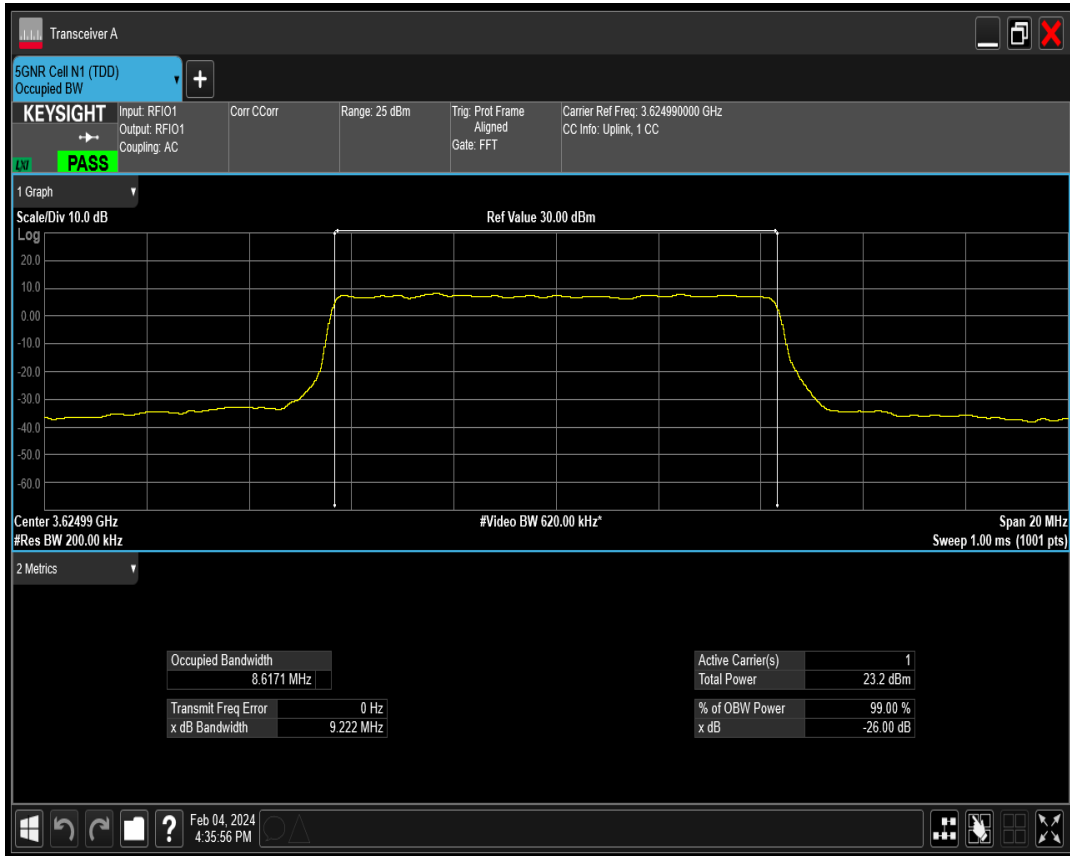 Transceiver A
5GNR Cell N1 (TDD)
Occupied BW
+
KEYSIGHT
LXI
PASS
Input: RFIO1
Output: RFIO1
Coupling: AC
Corr CCorr
Range: 25 dBm
Trig: Prot Frame
Aligned
Gate: FFT
Carrier Ref Freq: 3.624990000 GHz
CC Info: Uplink, 1 CC
1 Graph
Scale/Div 10.0 dB
Ref Value 30.00 dBm
Log
20.0
10.0
0.00
-10.0
-20.0
-30.0
-40.0
-50.0
-60.0
Center 3.62499 GHz
#Video BW 620.00 kHz*
Span 20 MHz
#Res BW 200.00 kHz
Sweep 1.00 ms (1001 pts)
2 Metrics
Occupied Bandwidth
8.6171 MHz
Transmit Freq Error 0 Hz
x dB Bandwidth 9.222 MHz
Active Carrier(s) 1
Total Power 23.2 dBm
% of OBW Power 99.00 %
x dB -26.00 dB
?
Feb 04, 2024
4:35:56 PM